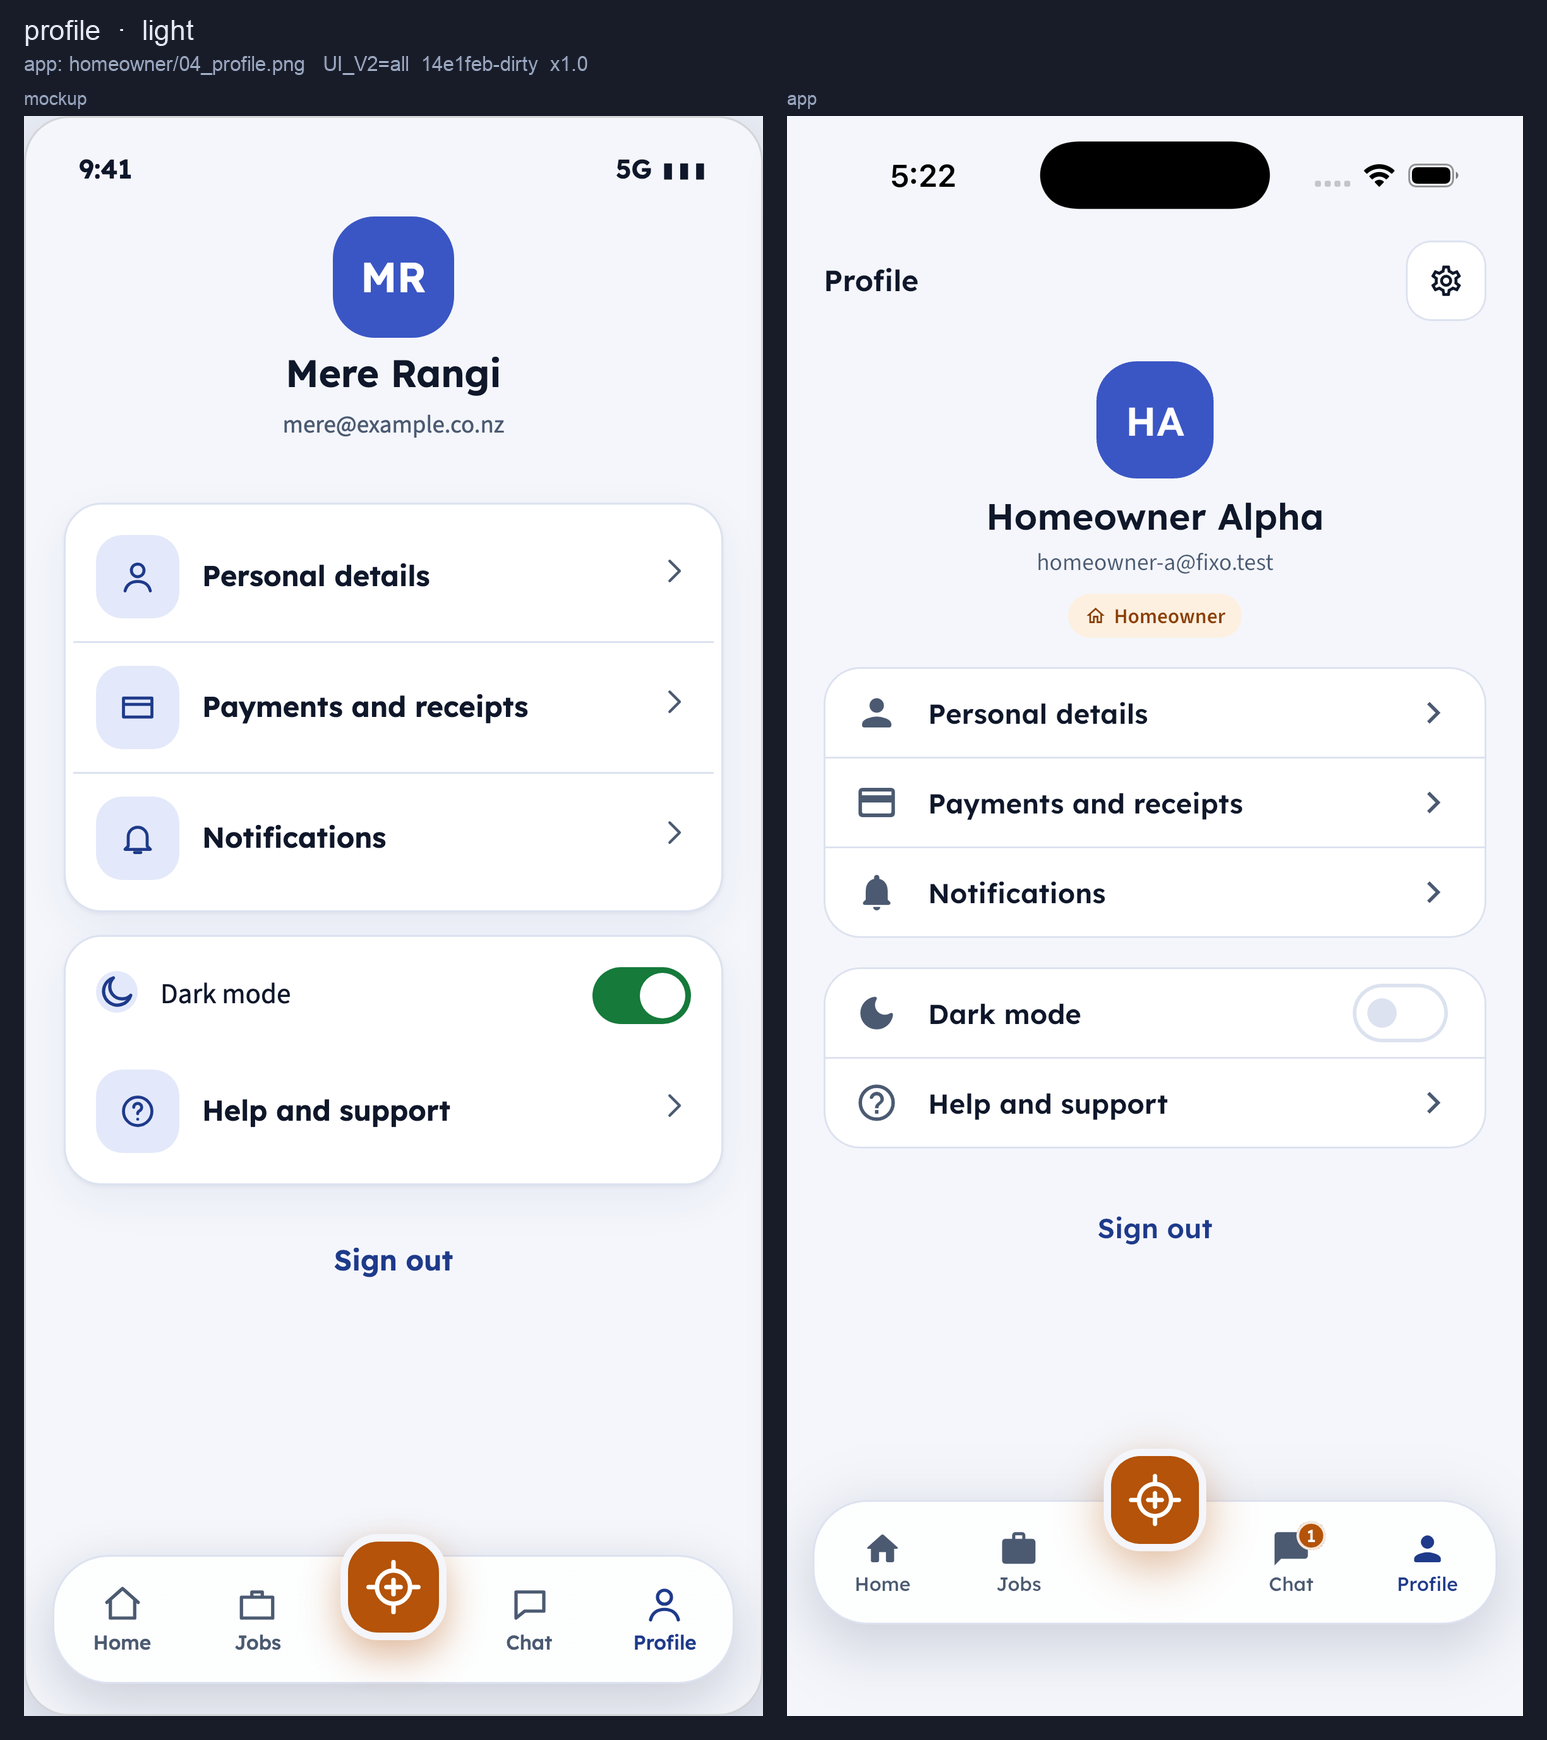 profile · light
app: homeowner/04_profile.png UI_V2=all 14e1feb-dirty x1.0
mockup
9:41
5G
MR
Mere Rangi
mere@example.co.nz
Personal details
Payments and receipts
Notifications
Dark mode
Help and support
Sign out
Home
Jobs
Chat
Profile
app
5:22
Profile
HA
Homeowner Alpha
homeowner-a@fixo.test
Homeowner
Personal details
Payments and receipts
Notifications
Dark mode
Help and support
Sign out
1
Home
Jobs
Chat
Profile